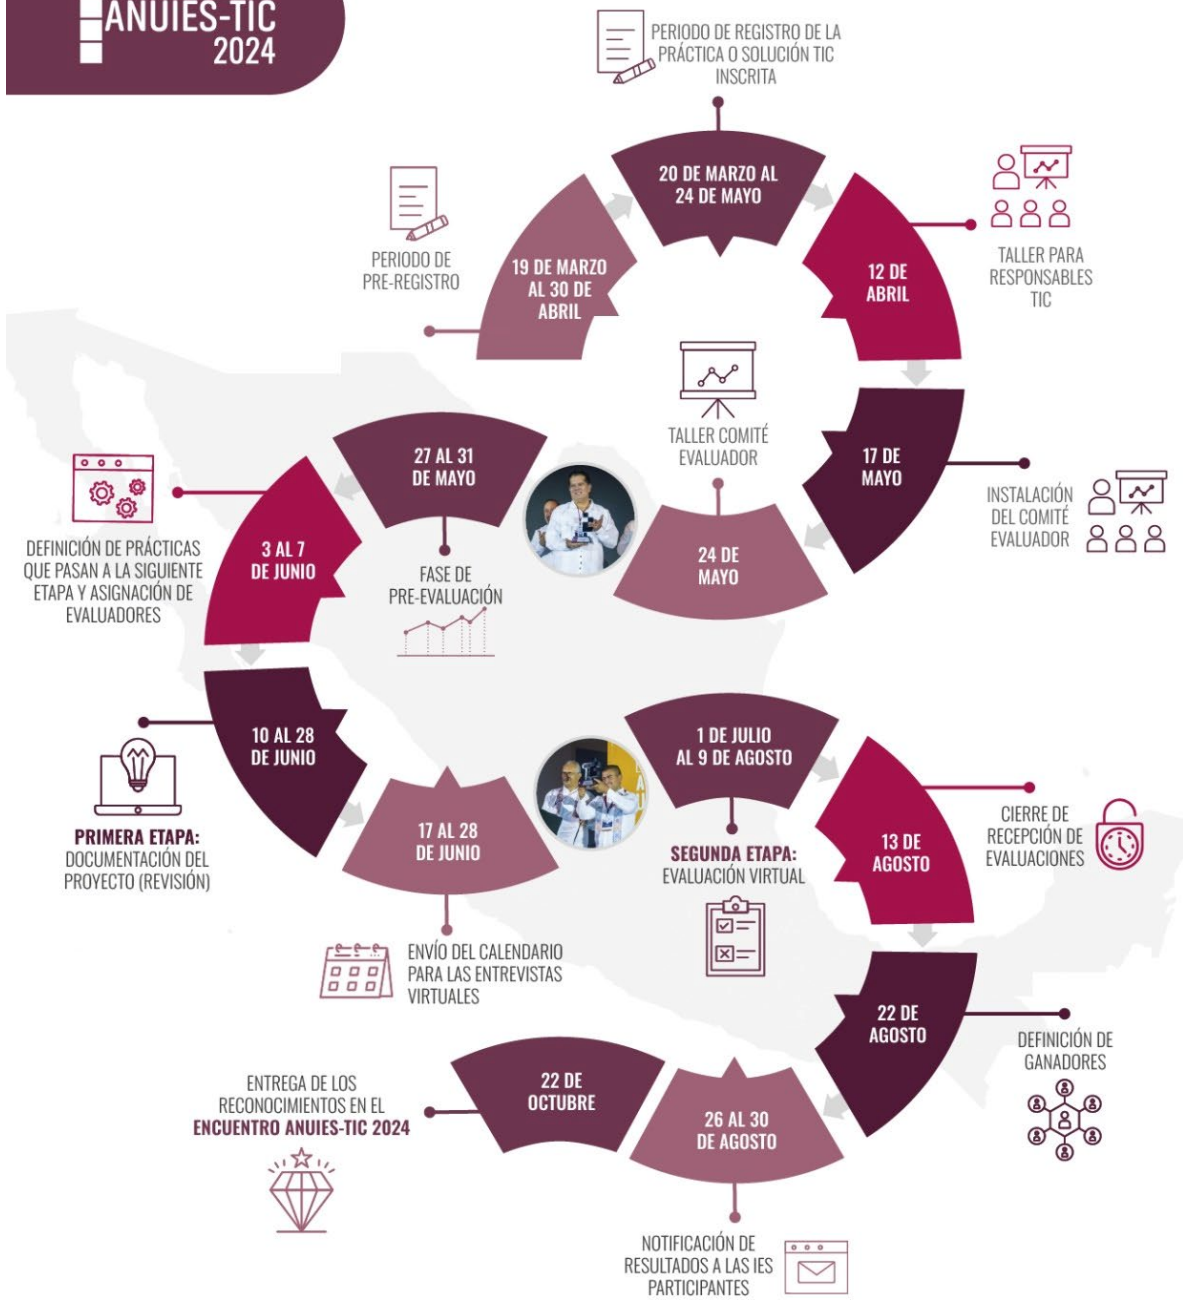 ANUIES-TIC
2024
PERIODO DE
PRE-REGISTRO
19 DE MARZO
AL 30 DE
ABRIL
PERIODO DE REGISTRO DE LA
PRÁCTICA O SOLUCIÓN TIC
INSCRITA
20 DE MARZO AL
24 DE MAYO
12 DE
ABRIL
TALLER PARA
RESPONSABLES
TIC
17 DE
MAYO
INSTALACIÓN
DEL COMITÉ
EVALUADOR
TALLER COMITÉ
EVALUADOR
24 DE
MAYO
27 AL 31
DE MAYO
FASE DE
PRE-EVALUACIÓN
3 AL 7
DE JUNIO
DEFINICIÓN DE PRÁCTICAS
QUE PASAN A LA SIGUIENTE
ETAPA Y ASIGNACIÓN DE
EVALUADORES
10 AL 28
DE JUNIO
PRIMERA ETAPA:
DOCUMENTACIÓN DEL
PROYECTO (REVISIÓN)
17 AL 28
DE JUNIO
ENVÍO DEL CALENDARIO
PARA LAS ENTREVISTAS
VIRTUALES
1 DE JULIO
AL 9 DE AGOSTO
SEGUNDA ETAPA:
EVALUACIÓN VIRTUAL
13 DE
AGOSTO
CIERRE DE
RECEPCIÓN DE
EVALUACIONES
22 DE
AGOSTO
DEFINICIÓN DE
GANADORES
26 AL 30
DE AGOSTO
NOTIFICACIÓN DE
RESULTADOS A LAS IES
PARTICIPANTES
22 DE
OCTUBRE
ENTREGA DE LOS
RECONOCIMIENTOS EN EL
ENCUENTRO ANUIES-TIC 2024